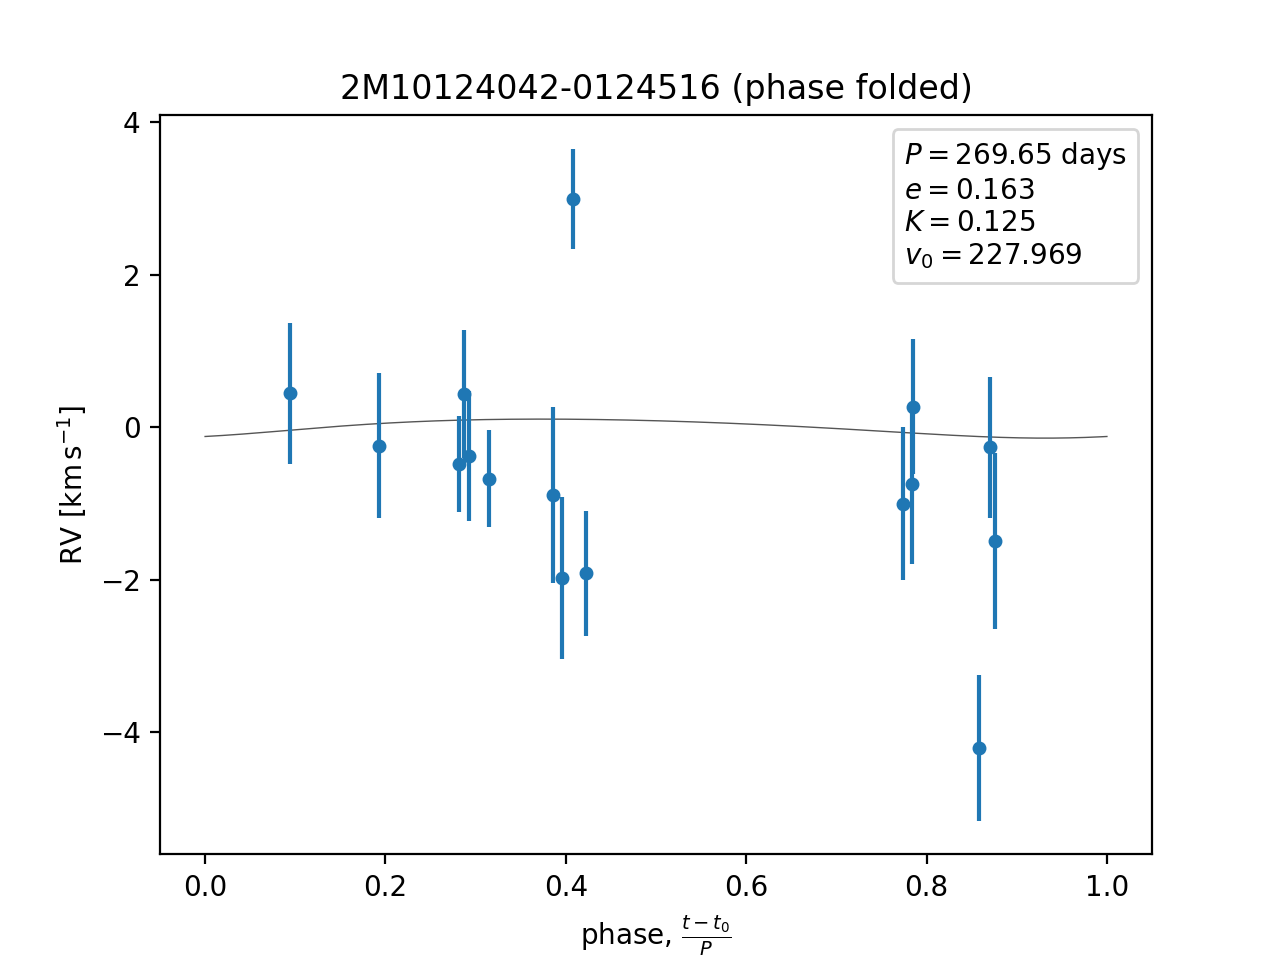 2M10124042-0124516 (phase folded)
P = 269.65 days
e = 0.163
K = 0.125
v₀ = 227.969
4
2
0
−2
−4
RV [km s⁻¹]
0.0 0.2 0.4 0.6 0.8 1.0
phase, (t − t₀)/P